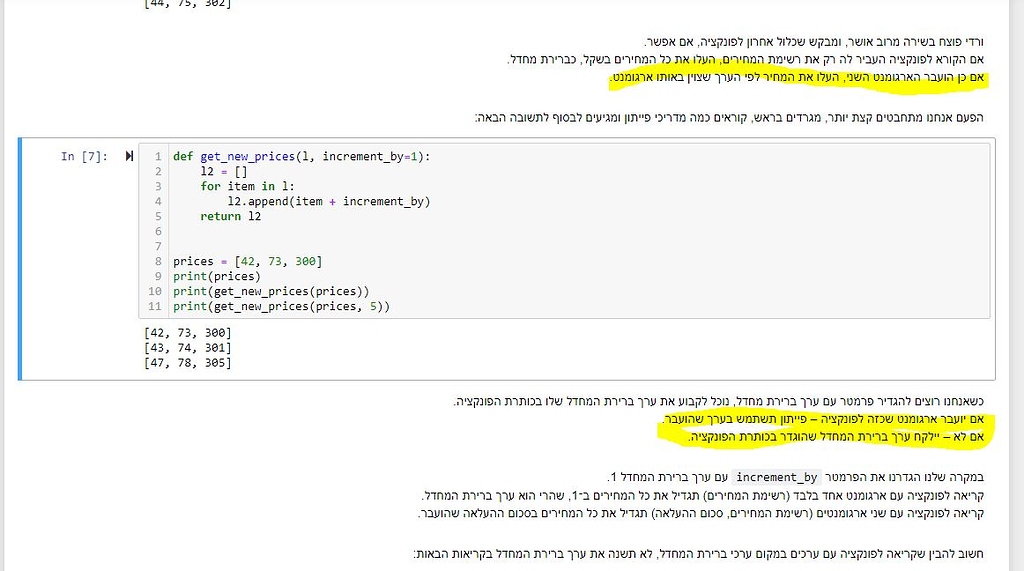 [44, 75, 302]
ורדי פוצח בשירה מרוב אושר, ומבקש שכלול אחרון לפונקציה, אם אפשר.
אם הקורא לפונקציה העביר לה רק את רשימת המחירים, העלו את כל המחירים בשקל, כברירת מחדל.
אם כן הועבר הארגומנט השני, העלו את המחיר לפי הערך שצוין באותו ארגומנט.
הפעם אנחנו מתחבטים קצת יותר, מגרדים בראש, קוראים כמה מדריכי פייתון ומגיעים לבסוף לתשובה הבאה:
In [7]:
1 def get_new_prices(l, increment_by=1):
2     l2 = []
3     for item in l:
4         l2.append(item + increment_by)
5     return l2
6
7
8 prices = [42, 73, 300]
9 print(prices)
10 print(get_new_prices(prices))
11 print(get_new_prices(prices, 5))
[42, 73, 300]
[43, 74, 301]
[47, 78, 305]
כשאנחנו רוצים להגדיר פרמטר עם ערך ברירת מחדל, נוכל לקבוע את ערך ברירת המחדל שלו בכותרת הפונקציה.
אם יועבר ארגומנט שכזה לפונקציה – פייתון תשתמש בערך שהועבר.
אם לא – יילקח ערך ברירת המחדל שהוגדר בכותרת הפונקציה.
במקרה שלנו הגדרנו את הפרמטר increment_by עם ערך ברירת המחדל 1.
קריאה לפונקציה עם ארגומנט אחד בלבד (רשימת המחירים) תגדיל את כל המחירים ב־1, שהרי הוא ערך ברירת המחדל.
קריאה לפונקציה עם שני ארגומנטים (רשימת המחירים, סכום ההעלאה) תגדיל את כל המחירים בסכום ההעלאה שהועבר.
חשוב להבין שקריאה לפונקציה עם ערכים במקום ערכי ברירת המחדל, לא תשנה את ערך ברירת המחדל בקריאות הבאות: